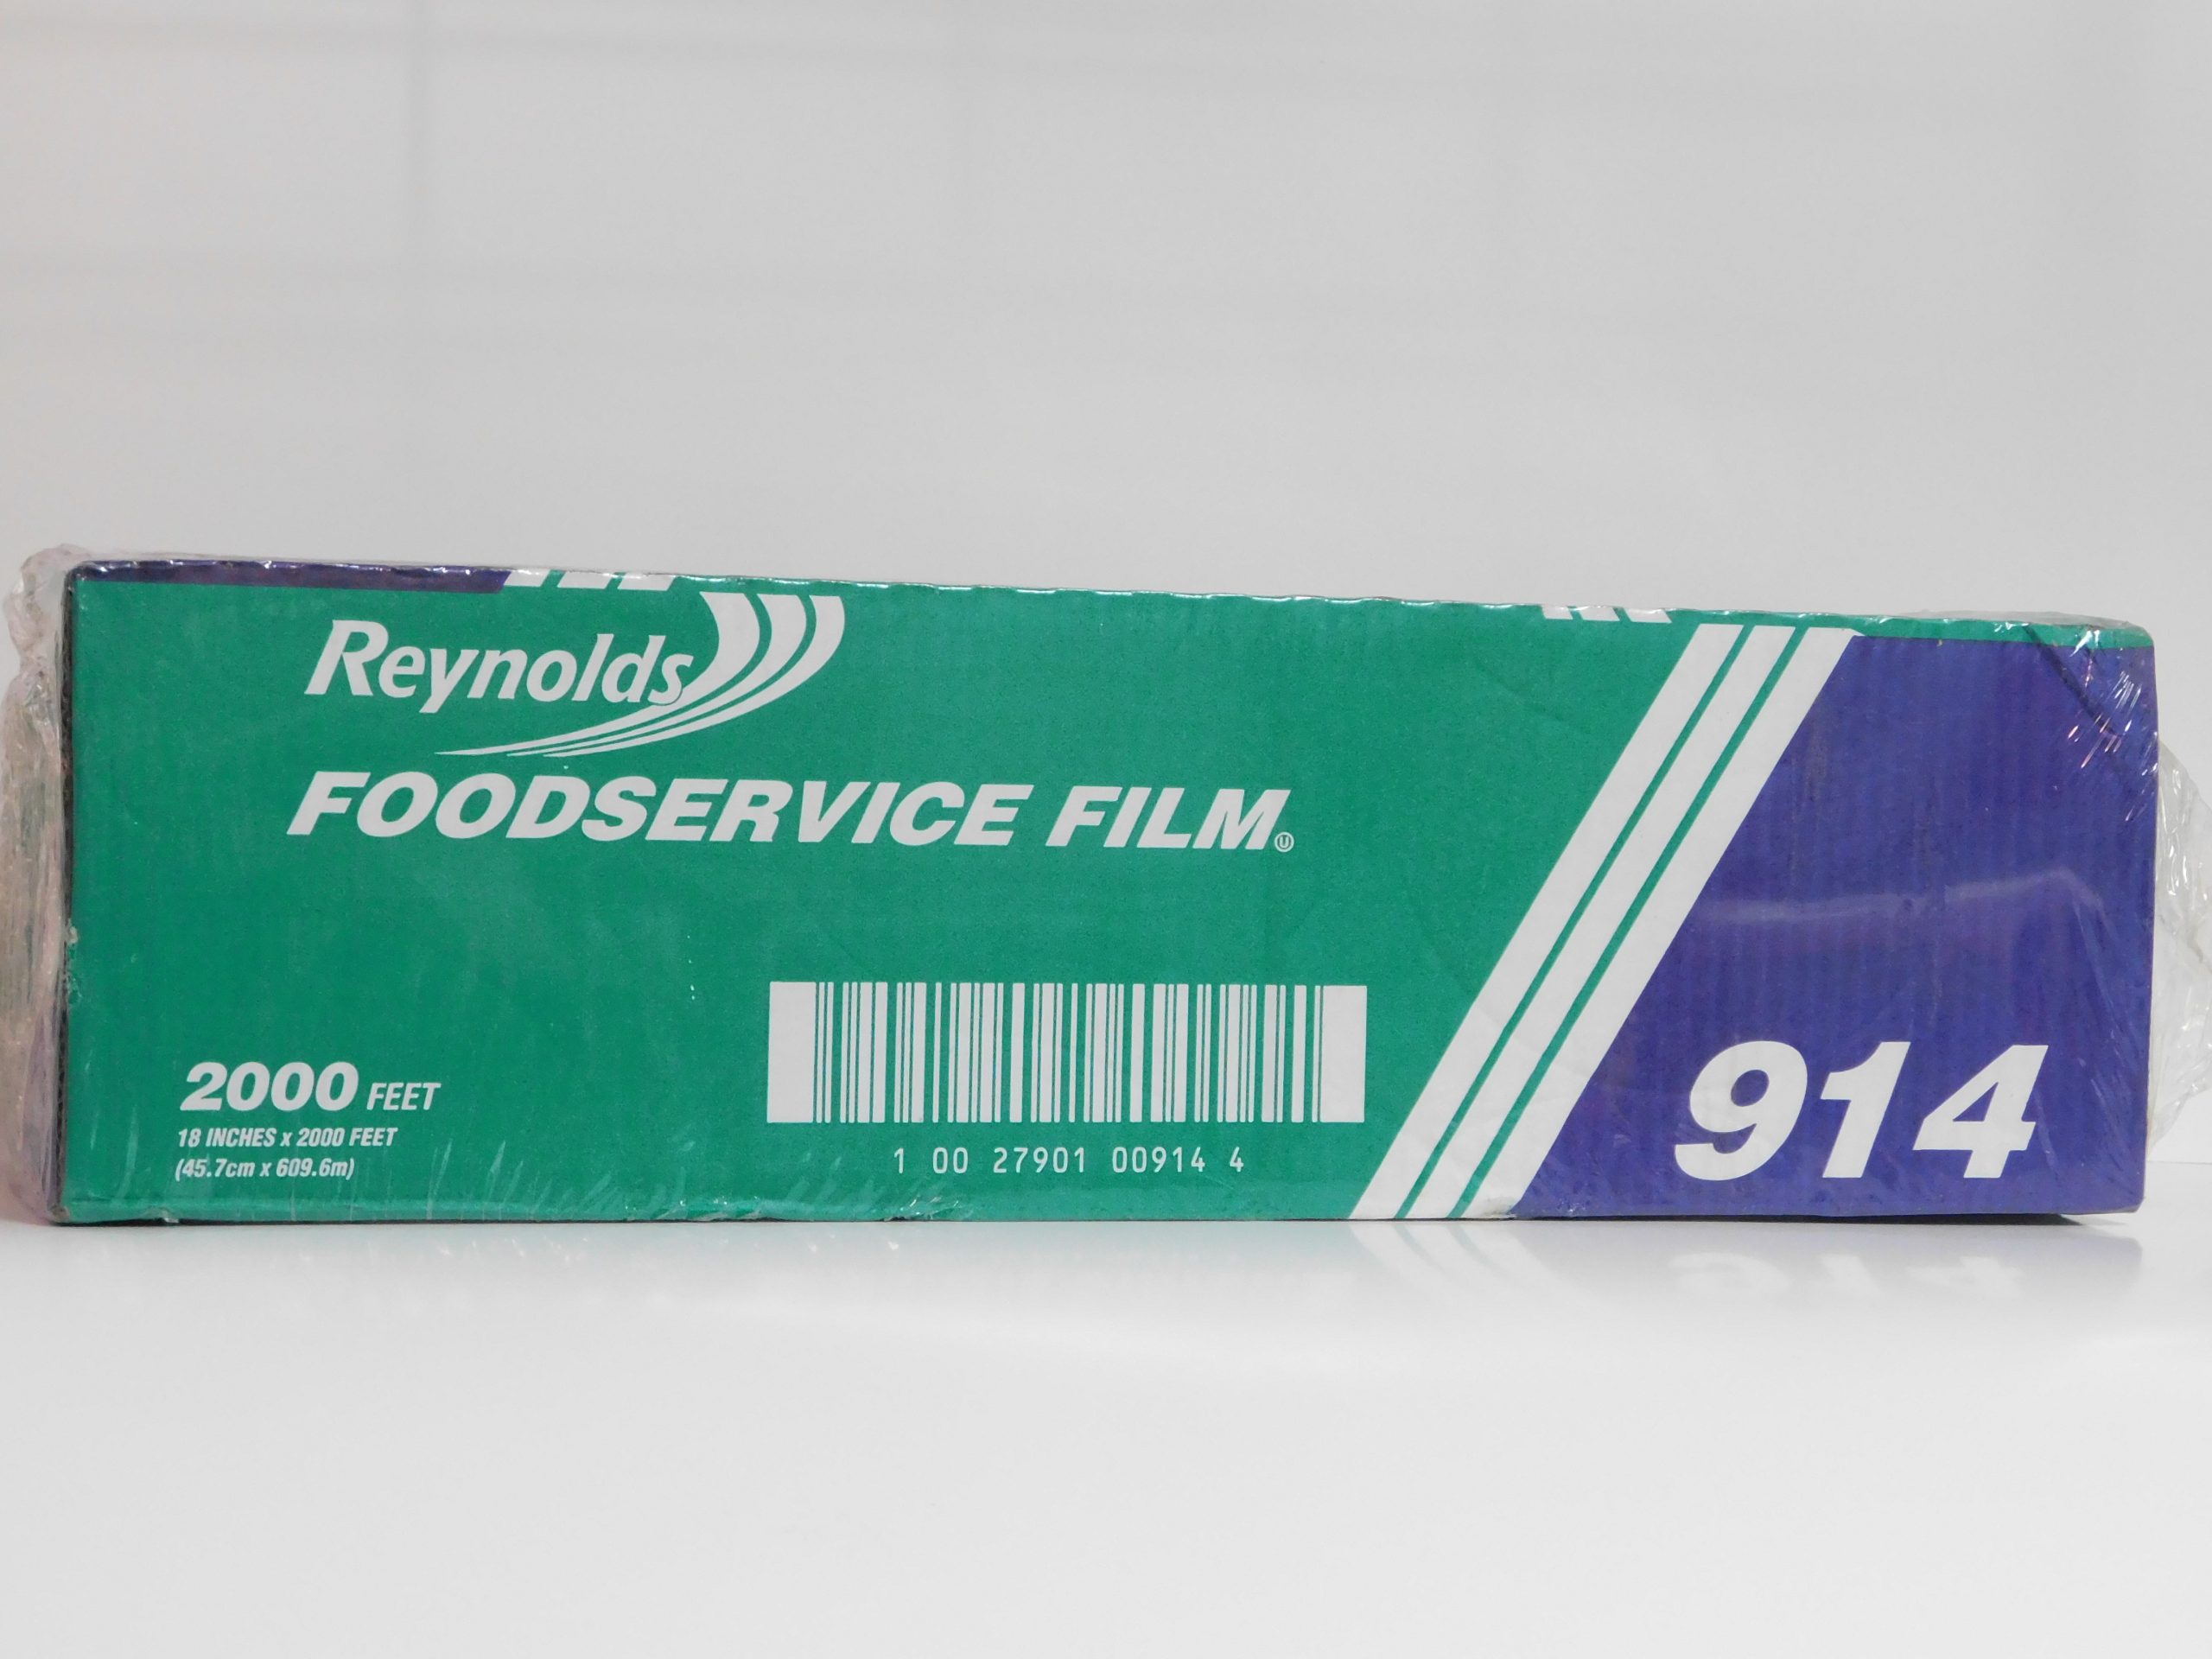 Reynolds
FOODSERVICE FILM Ⓤ
2000 FEET
18 INCHES x 2000 FEET
(45.7cm x 609.6m)
1 00 27901 00914 4
914